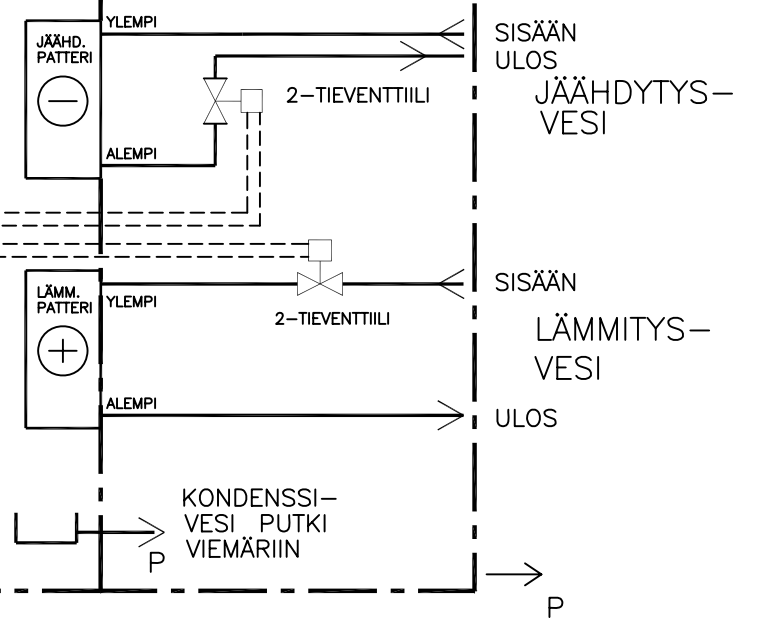 YLEMPI
SISÄÄN
JÄÄHD.
PATTERI
ULOS
2-TIEVENTTIILI
JÄÄHDYTYS-
VESI
ALEMPI
SISÄÄN
LÄMM.
PATTERI
YLEMPI
2-TIEVENTTIILI
LÄMMITYS-
VESI
ALEMPI
ULOS
KONDENSSI-
VESI PUTKI
VIEMÄRIIN
P
P